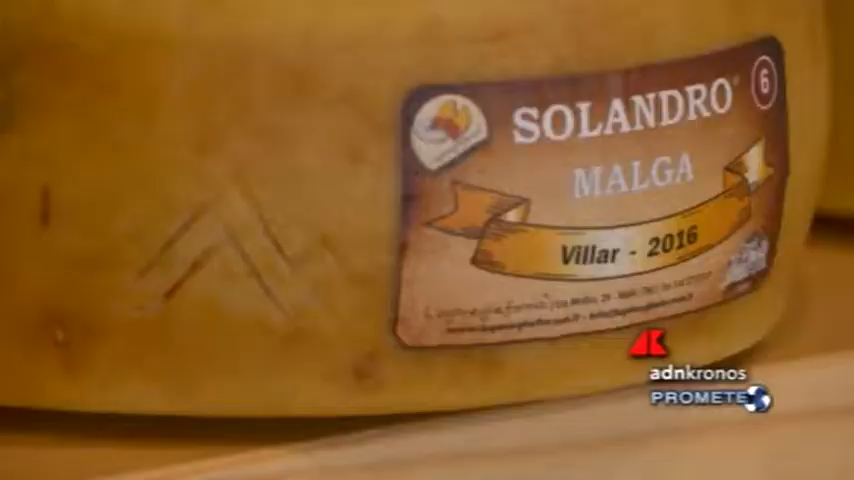 SOLANDRO
6
MALGA
Villar - 2016
adnkronos
PROMETEO